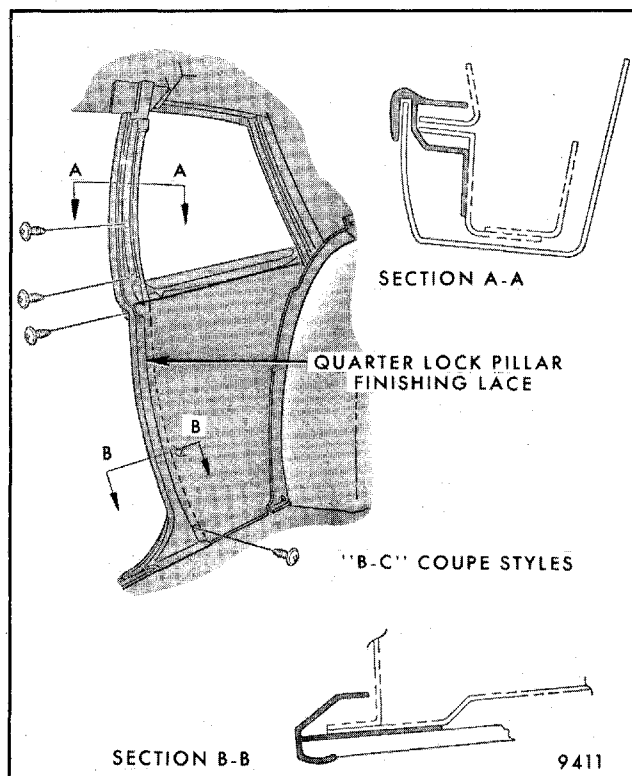 A A
SECTION A-A
QUARTER LOCK PILLAR
FINISHING LACE
B B
"B-C" COUPE STYLES
SECTION B-B
9411